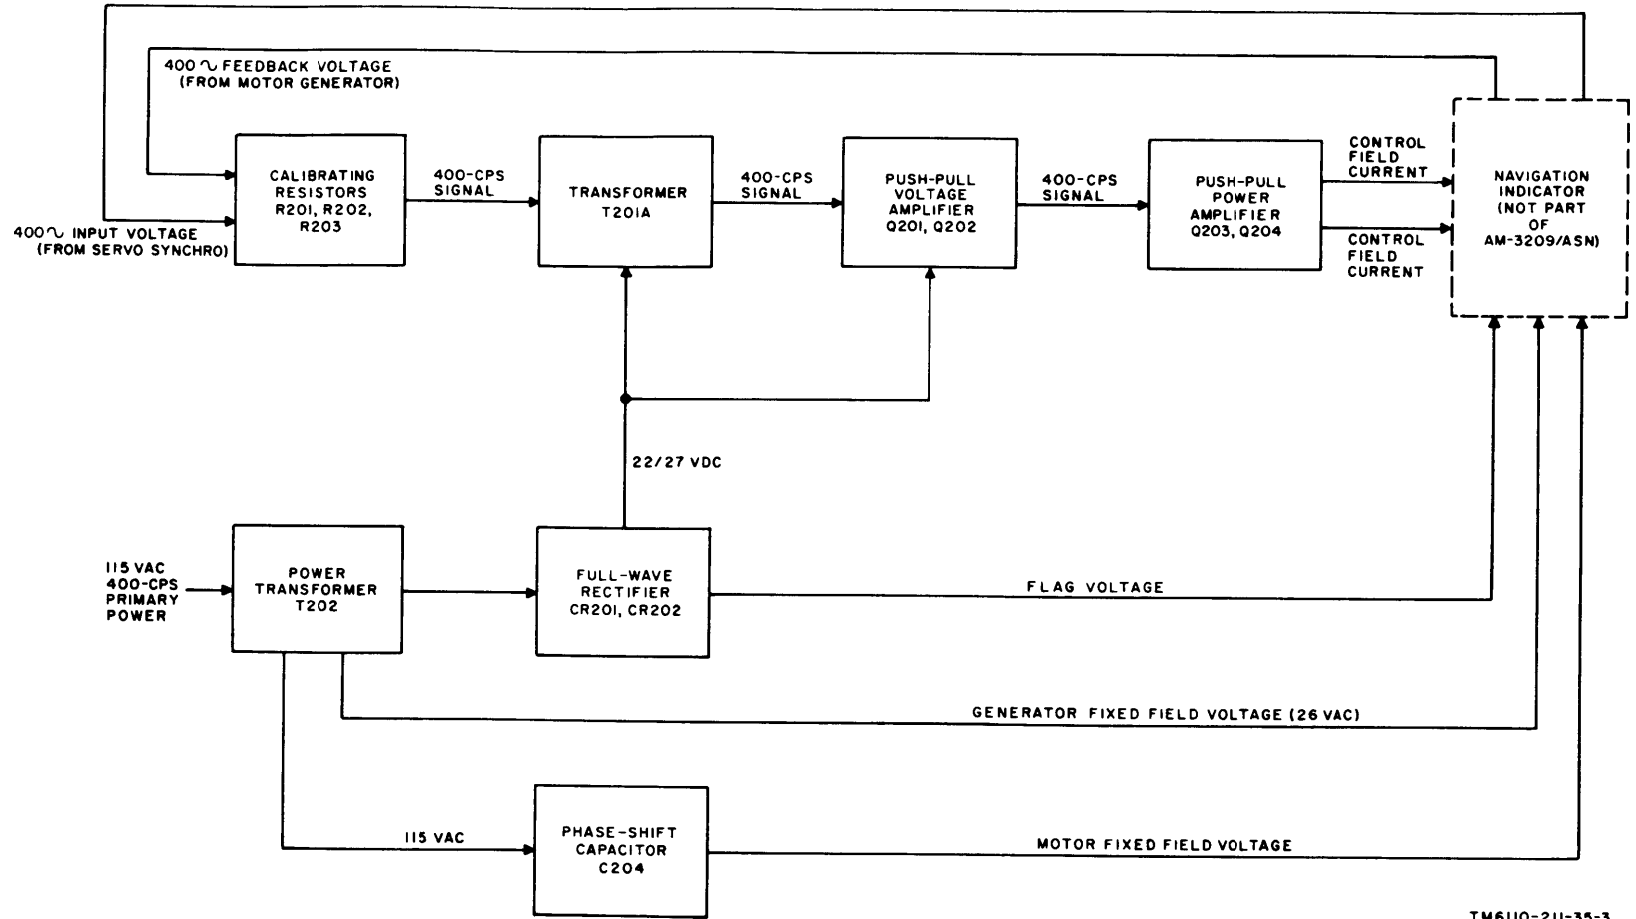 400∿ FEEDBACK VOLTAGE
(FROM MOTOR GENERATOR)
400∿ INPUT VOLTAGE
(FROM SERVO SYNCHRO)
CALIBRATING
RESISTORS
R201, R202,
R203
400-CPS
SIGNAL
TRANSFORMER
T201A
400-CPS
SIGNAL
PUSH-PULL
VOLTAGE
AMPLIFIER
Q201, Q202
400-CPS
SIGNAL
PUSH-PULL
POWER
AMPLIFIER
Q203, Q204
CONTROL
FIELD
CURRENT
CONTROL
FIELD
CURRENT
NAVIGATION
INDICATOR
(NOT PART
OF
AM-3209/ASN)
22/27 VDC
115 VAC
400-CPS
PRIMARY
POWER
POWER
TRANSFORMER
T202
FULL-WAVE
RECTIFIER
CR201, CR202
FLAG VOLTAGE
GENERATOR FIXED FIELD VOLTAGE (26 VAC)
115 VAC
PHASE-SHIFT
CAPACITOR
C204
MOTOR FIXED FIELD VOLTAGE
TM6110-211-35-3